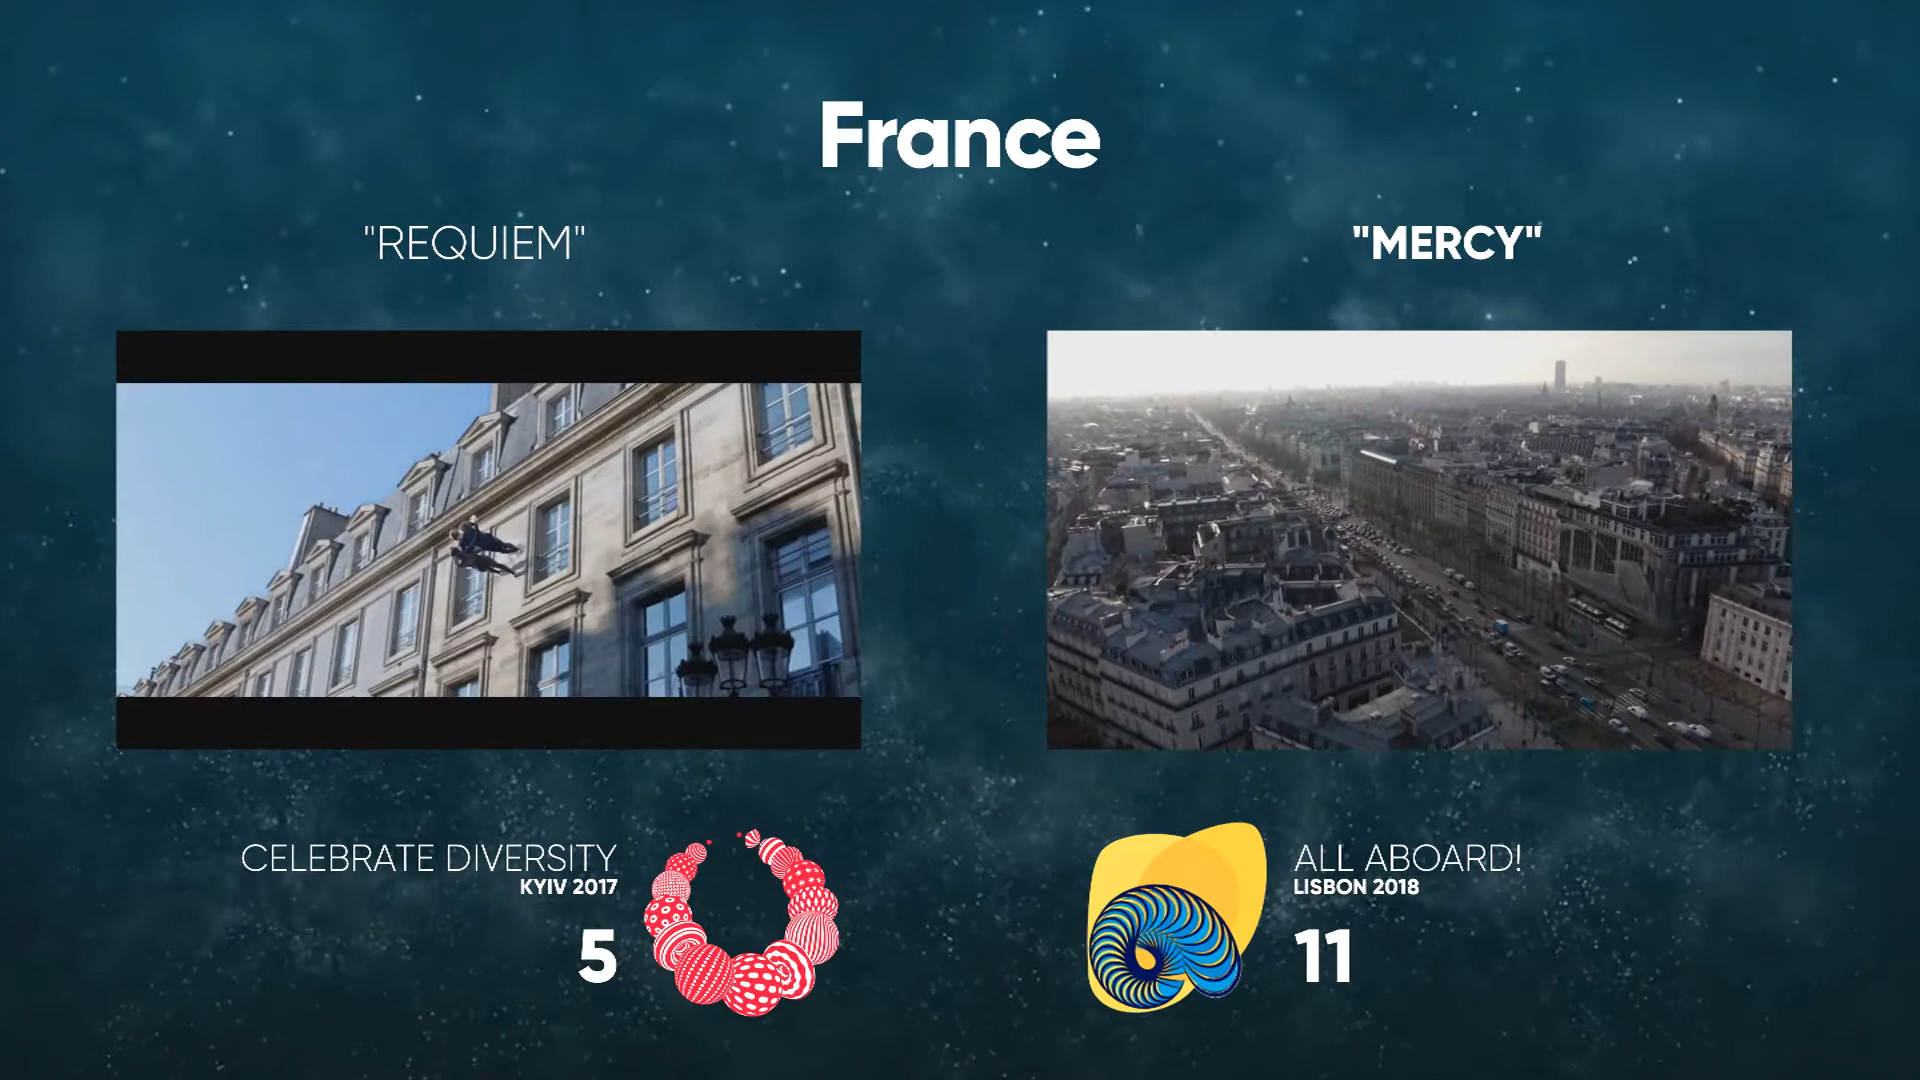 France
"REQUIEM"
"MERCY"
CELEBRATE DIVERSITY
KYIV 2017
5
ALL ABOARD!
LISBON 2018
11